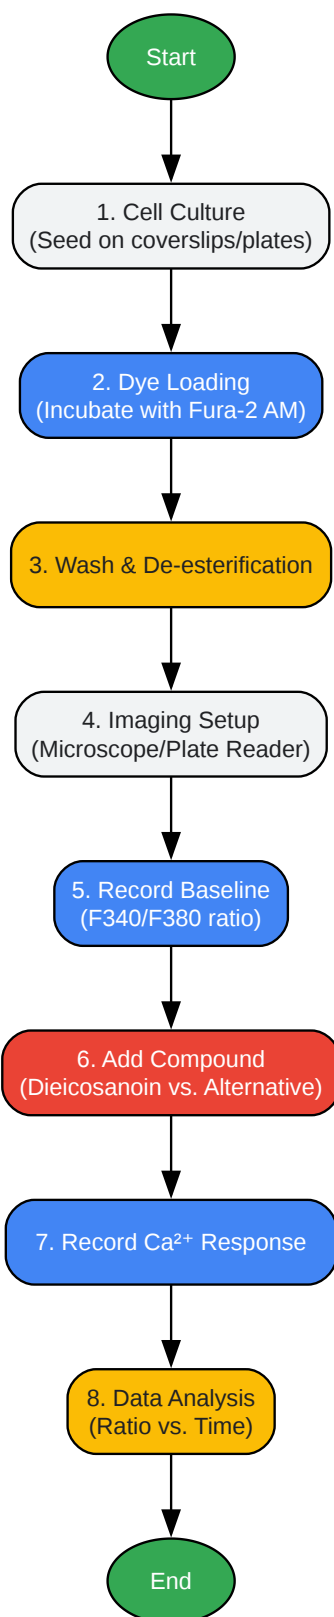 Start
1. Cell Culture
(Seed on coverslips/plates)
2. Dye Loading
(Incubate with Fura-2 AM)
3. Wash & De-esterification
4. Imaging Setup
(Microscope/Plate Reader)
5. Record Baseline
(F340/F380 ratio)
6. Add Compound
(Dieicosanoin vs. Alternative)
7. Record Ca²⁺ Response
8. Data Analysis
(Ratio vs. Time)
End